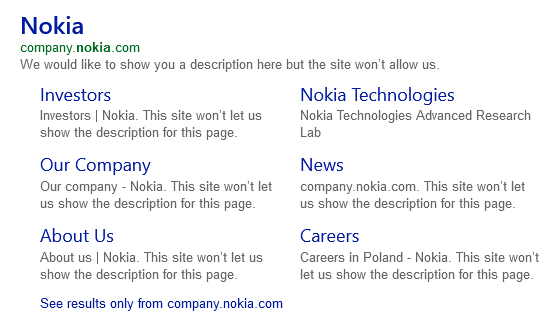 Nokia
company.nokia.com
We would like to show you a description here but the site won't allow us.
Investors
Investors | Nokia. This site won't let us
show the description for this page.
Nokia Technologies
Nokia Technologies Advanced Research
Lab
Our Company
Our company - Nokia. This site won't let
us show the description for this page.
News
company.nokia.com. This site won't let
us show the description for this page.
About Us
About us | Nokia. This site won't let us
show the description for this page.
Careers
Careers in Poland - Nokia. This site won't
let us show the description for this page.
See results only from company.nokia.com